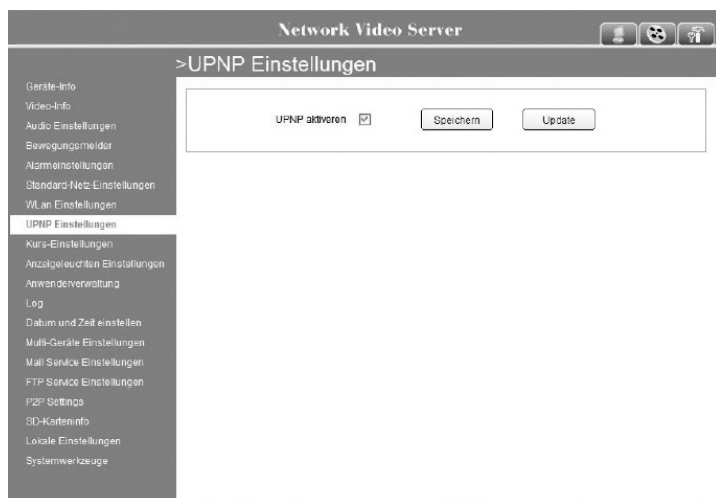 Network Video Server
>UPNP Einstellungen
Geräte-Info
Video-Info
Audio Einstellungen
Bewegungsmelder
Alarmeinstellungen
Standard-Netz-Einstellungen
WLan Einstellungen
UPNP Einstellungen
Kurs-Einstellungen
Anzeigeleuchten Einstellungen
Anwenderverwaltung
Log
Datum und Zeit einstellen
Multi-Geräte Einstellungen
Mail Service Einstellungen
FTP Service Einstellungen
P2P Settings
SD-Karteninfo
Lokale Einstellungen
Systemwerkzeuge
UPNP aktiveren
Speichern
Update